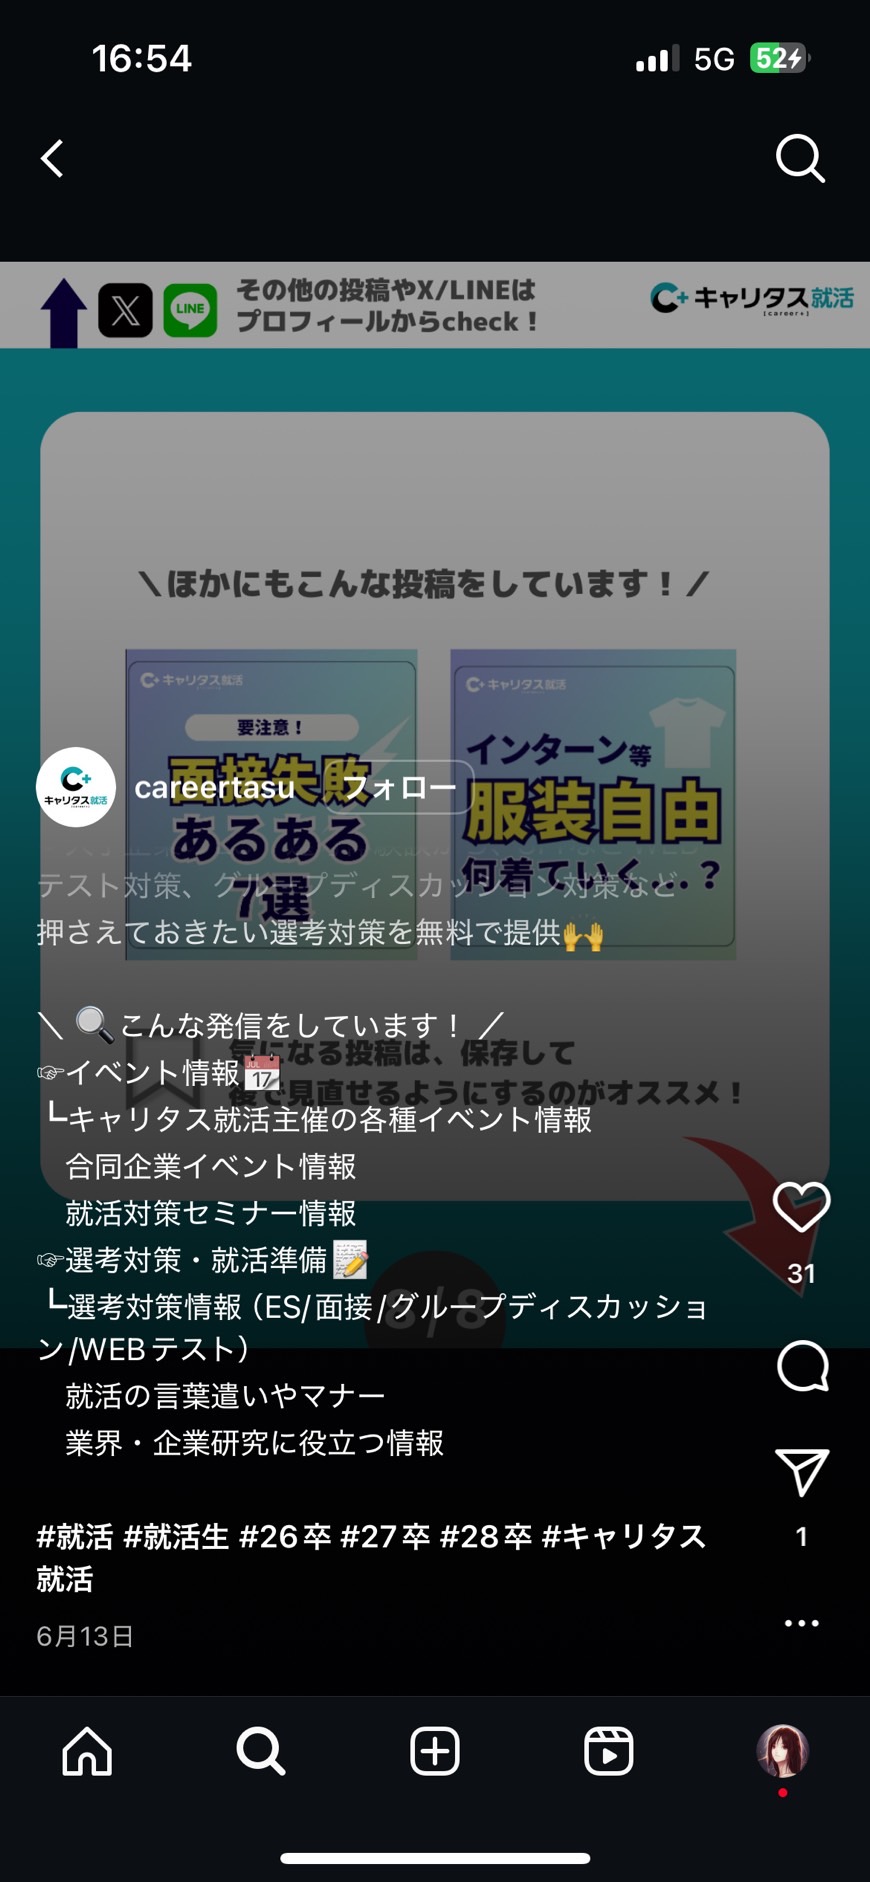 16:54
5G 52
その他の投稿やX/LINEは
プロフィールからcheck！
LINE
キャリタス就活
[career+]
＼ほかにもこんな投稿をしています！／
キャリタス就活
要注意！
面接失敗
あるある
7選
キャリタス就活
インターン等
服装自由
何着ていく…？
キャリタス就活
careertasu
フォロー
テスト対策、グループディスカッション対策など
押さえておきたい選考対策を無料で提供🙌
＼🔍こんな発信をしています！／
☞イベント情報📅
┗キャリタス就活主催の各種イベント情報
合同企業イベント情報
就活対策セミナー情報
☞選考対策・就活準備📝
┗選考対策情報（ES/面接/グループディスカッショ
ン/WEBテスト）
就活の言葉遣いやマナー
業界・企業研究に役立つ情報
気になる投稿は、保存して
後で見直せるようにするのがオススメ！
8/8
31
1
#就活 #就活生 #26卒 #27卒 #28卒 #キャリタス
就活
6月13日